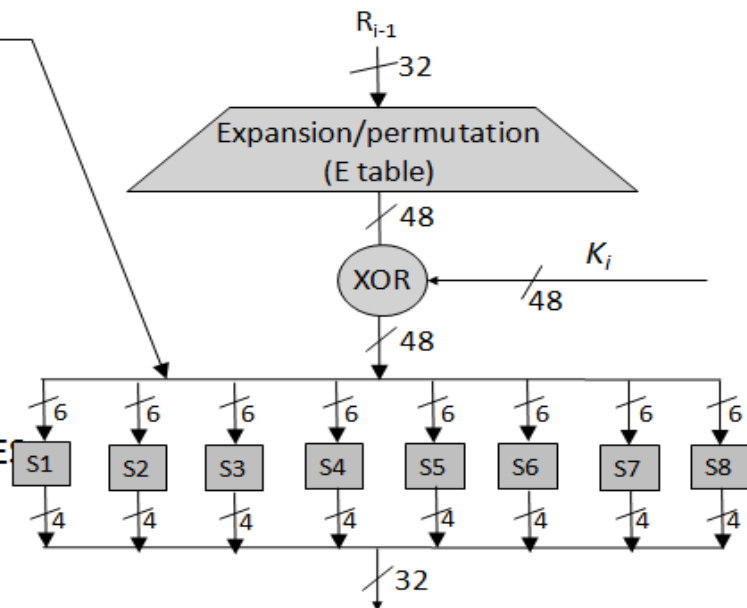 R_{i-1}
32
Expansion/permutation
(E table)
48
XOR
K_i
48
48
6 6 6 6 6 6 6 6
ES
S1 S2 S3 S4 S5 S6 S7 S8
4 4 4 4 4 4 4 4
32